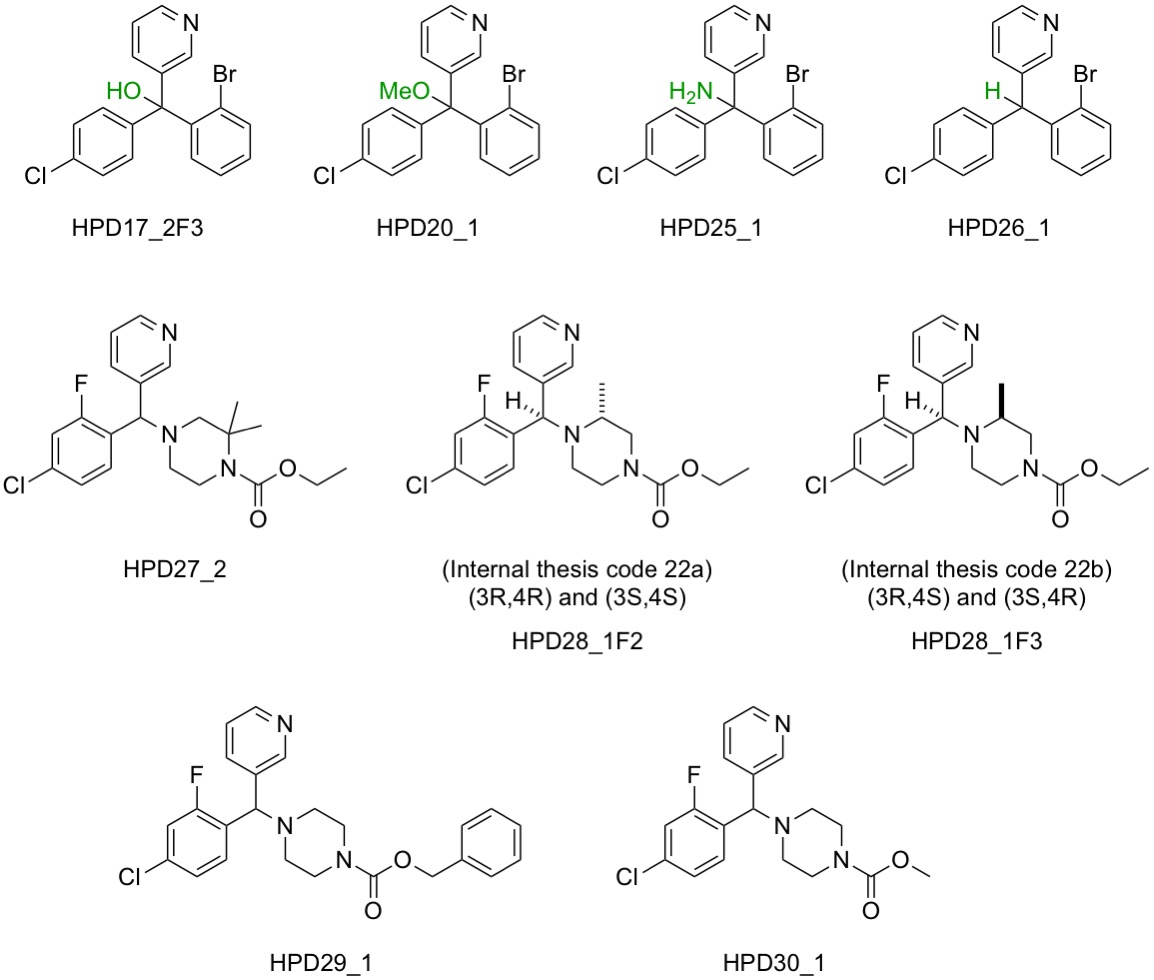 N N N N
HO Br MeO Br H2N Br H Br
Cl Cl Cl Cl
HPD17_2F3 HPD20_1 HPD25_1 HPD26_1
N N N
F F H F H
N N N
Cl N O Cl N O Cl N O
O O O
HPD27_2 (Internal thesis code 22a) (Internal thesis code 22b)
(3R,4R) and (3S,4S) (3R,4S) and (3S,4R)
HPD28_1F2 HPD28_1F3
N N
F F
N N
Cl N O Cl N O
O O
HPD29_1 HPD30_1